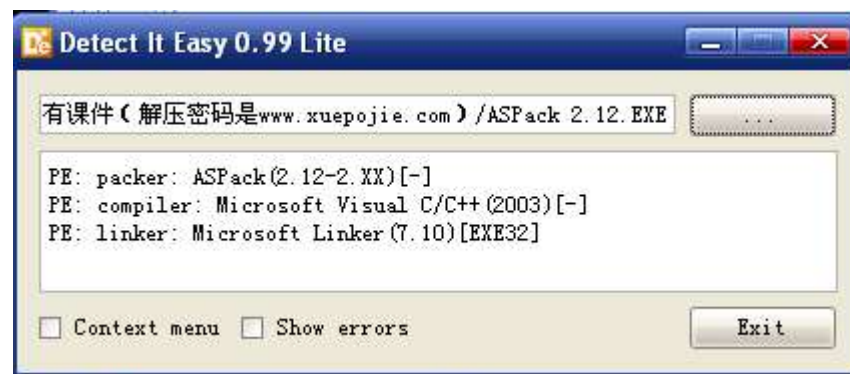 De Detect It Easy 0.99 Lite
有课件(解压密码是www.xuepojie.com)/ASPack 2.12.EXE ...
PE: packer: ASPack(2.12-2.XX)[-]
PE: compiler: Microsoft Visual C/C++(2003)[-]
PE: linker: Microsoft Linker(7.10)[EXE32]
Context menu Show errors Exit